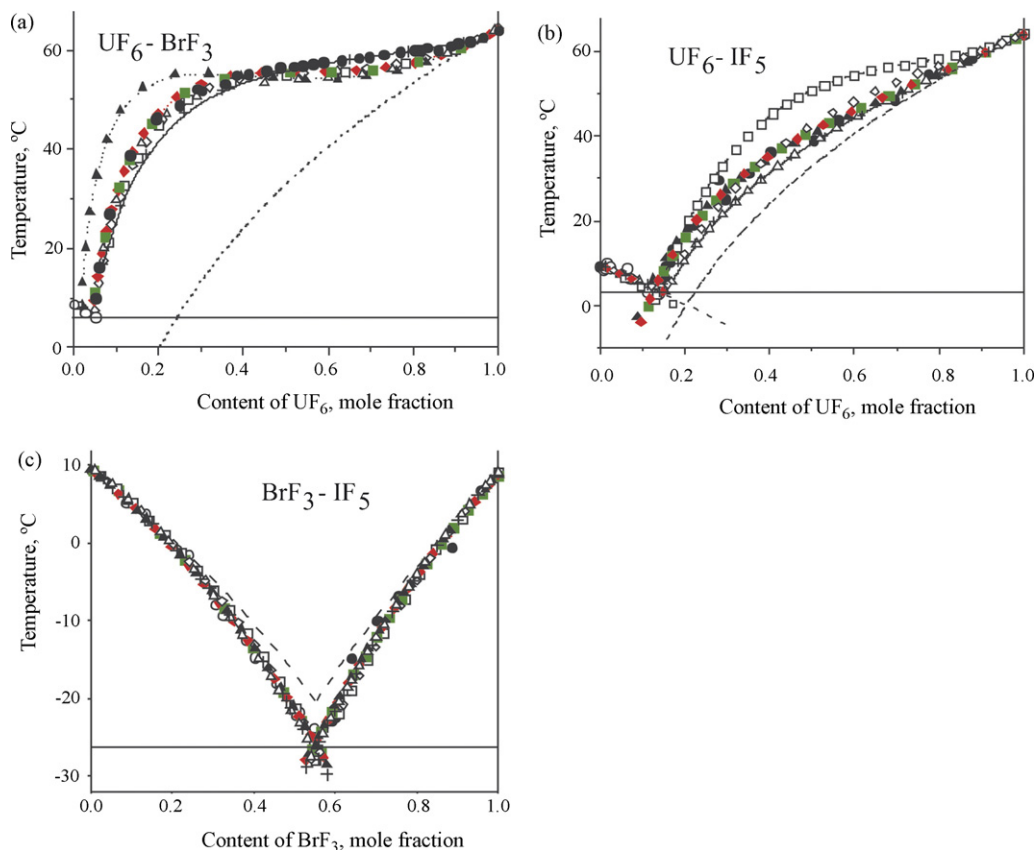 (a)
UF6 - BrF3
Temperature, ºC
60
40
20
0
0
0.2
0.4
0.6
0.8
1.0
Content of UF6, mole fraction
(b)
UF6 - IF5
Temperature, ºC
60
40
20
0
0.0
0.2
0.4
0.6
0.8
1.0
Content of UF6, mole fraction
(c)
BrF3 - IF5
Temperature, ºC
10
0
-10
-20
-30
0.0
0.2
0.4
0.6
0.8
1.0
Content of BrF3, mole fraction